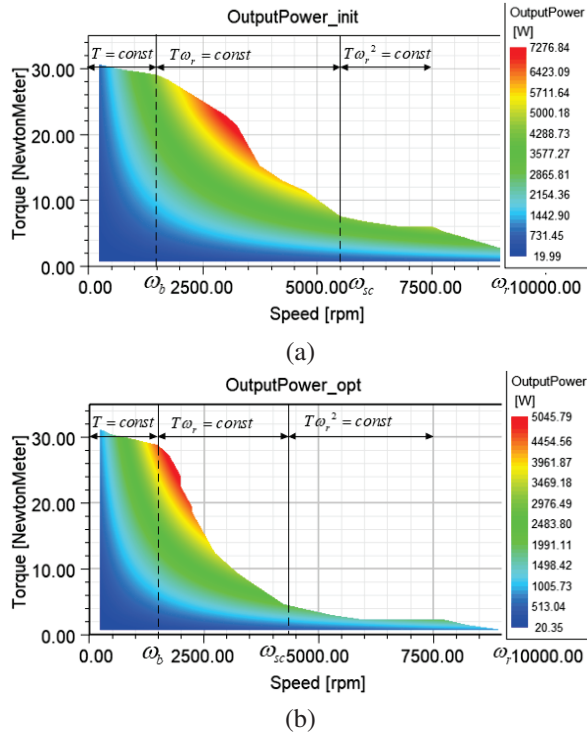 OutputPower_init
OutputPower
[W]
T = const
Tω_r = const
Tω_r² = const
7276.84
6423.09
5711.64
5000.18
4288.73
3577.27
2865.81
2154.36
1442.90
731.45
19.99
Torque [NewtonMeter]
30.00
20.00
10.00
0.00
0.00
ω_b
2500.00
5000.00
ω_sc
7500.00
ω_r
10000.00
Speed [rpm]
(a)
OutputPower_opt
OutputPower
[W]
T = const
Tω_r = const
Tω_r² = const
5045.79
4554.56
3961.87
3469.18
2976.49
2483.80
1991.11
1498.42
1005.73
513.04
20.35
Torque [NewtonMeter]
30.00
20.00
10.00
0.00
0.00
ω_b
2500.00
ω_sc
5000.00
7500.00
ω_r
10000.00
Speed [rpm]
(b)